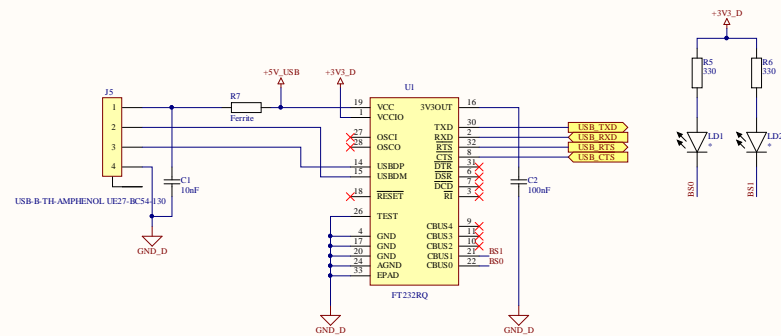 +3V3_D
R5
330
R6
330
LD1
*
LD2
*
BS0
BS1
+5V_USB
+3V3_D
J5
1
2
3
4
R7
Ferrite
C1
10nF
USB-B-TH-AMPHENOL UE27-BC54-130
GND_D
U1
19 VCC
1 VCCIO
27 OSCI
28 OSCO
14 USBDP
15 USBDM
18 RESET
26 TEST
4 GND
17 GND
20 GND
24 AGND
33 EPAD
3V3OUT 16
TXD 30 USB_TXD
RXD 2 USB_RXD
RTS 32 USB_RTS
CTS 8 USB_CTS
DTR 31
DSR 6
DCD 7
RI 3
CBUS4 9
CBUS3 11
CBUS2 10
CBUS1 21 BS1
CBUS0 22 BS0
FT232RQ
C2
100nF
GND_D
GND_D